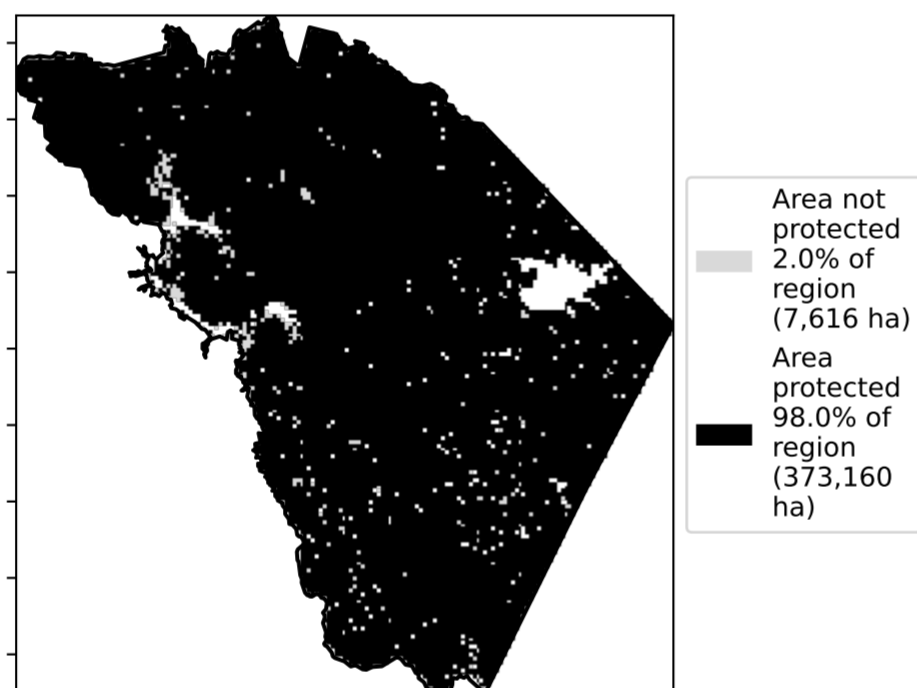 Area not
protected
2.0% of
region
(7,616 ha)
Area
protected
98.0% of
region
(373,160
ha)